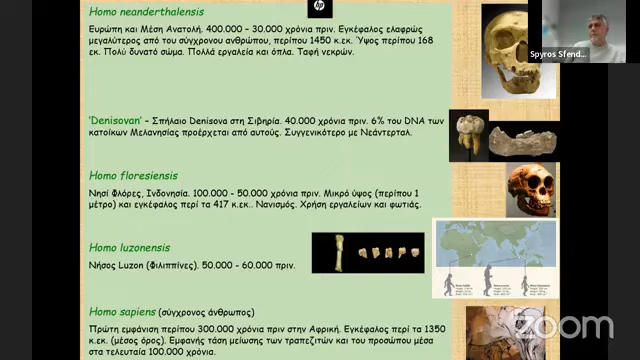 Homo neanderthalensis
Ευρώπη και Μέση Ανατολή. 400.000 – 30.000 χρόνια πριν. Εγκέφαλος ελαφρώς
μεγαλύτερος από του σύγχρονου ανθρώπου, περίπου 1450 κ.εκ. Ύψος περίπου 168
εκ. Πολύ δυνατό σώμα. Πολλά εργαλεία και όπλα. Ταφή νεκρών.
Spyros Sfend...
'Denisovan' – Σπήλαιο Denisova στη Σιβηρία. 40.000 χρόνια πριν. 6% του DNA των
κατοίκων Μελανησίας προέρχεται από αυτούς. Συγγενικότερο με Νεάντερταλ.
Homo floresiensis
Νησί Φλόρες, Ινδονησία. 100.000 - 50.000 χρόνια πριν. Μικρό ύψος (περίπου 1
μέτρο) και εγκέφαλος περί τα 417 κ.εκ.. Νανισμός. Χρήση εργαλείων και φωτιάς.
Homo luzonensis
Νήσος Luzon (Φιλιππίνες). 50.000 - 60.000 πριν.
Homo sapiens (σύγχρονος άνθρωπος)
Πρώτη εμφάνιση περίπου 300.000 χρόνια πριν στην Αφρική. Εγκέφαλος περί τα 1350
κ.εκ. (μέσος όρος). Εμφανής τάση μείωσης των τραπεζιτών και του προσώπου μέσα
στα τελευταία 100.000 χρόνια.
zoom